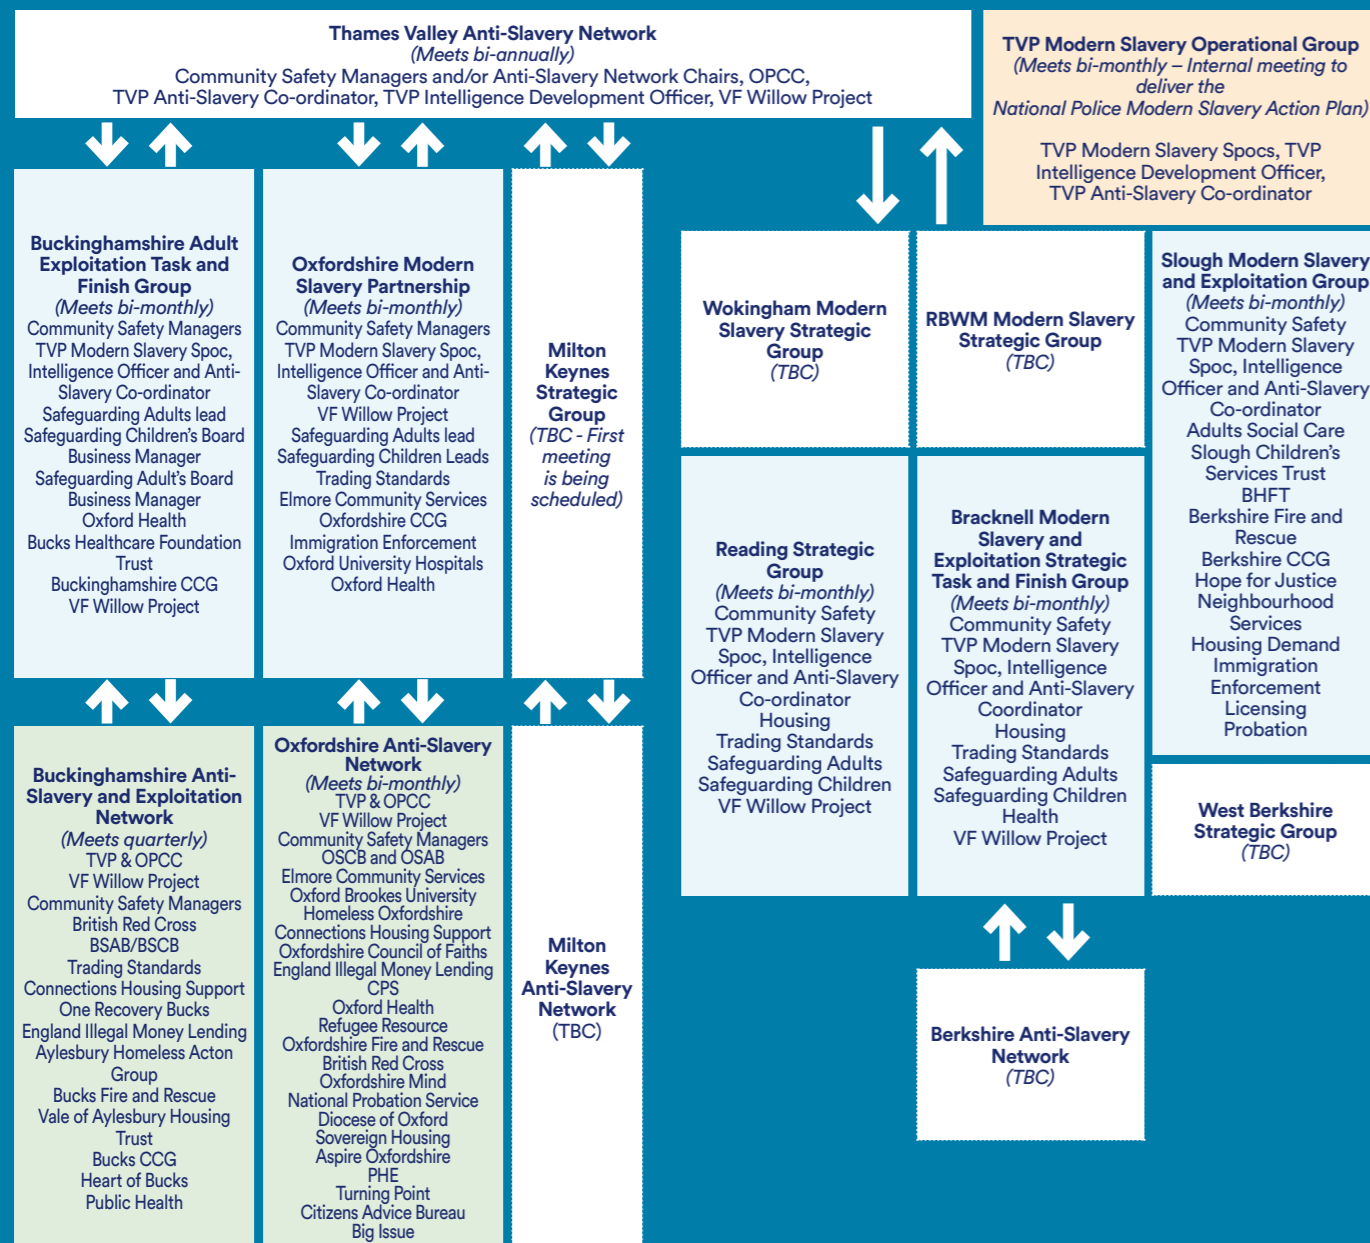 Thames Valley Anti-Slavery Network
(Meets bi-annually)
Community Safety Managers and/or Anti-Slavery Network Chairs, OPCC,
TVP Anti-Slavery Co-ordinator, TVP Intelligence Development Officer, VF Willow Project
TVP Modern Slavery Operational Group
(Meets bi-monthly – Internal meeting to
deliver the
National Police Modern Slavery Action Plan)
TVP Modern Slavery Spocs, TVP
Intelligence Development Officer,
TVP Anti-Slavery Co-ordinator
Buckinghamshire Adult
Exploitation Task and
Finish Group
(Meets bi-monthly)
Community Safety Managers
TVP Modern Slavery Spoc,
Intelligence Officer and Anti-
Slavery Co-ordinator
Safeguarding Adults lead
Safeguarding Children’s Board
Business Manager
Safeguarding Adult’s Board
Business Manager
Oxford Health
Bucks Healthcare Foundation
Trust
Buckinghamshire CCG
VF Willow Project
Oxfordshire Modern
Slavery Partnership
(Meets bi-monthly)
Community Safety Managers
TVP Modern Slavery Spoc,
Intelligence Officer and Anti-
Slavery Co-ordinator
VF Willow Project
Safeguarding Adults lead
Safeguarding Children Leads
Trading Standards
Elmore Community Services
Oxfordshire CCG
Immigration Enforcement
Oxford University Hospitals
Oxford Health
Milton
Keynes
Strategic
Group
(TBC - First
meeting
is being
scheduled)
Wokingham Modern
Slavery Strategic
Group
(TBC)
RBWM Modern Slavery
Strategic Group
(TBC)
Slough Modern Slavery
and Exploitation Group
(Meets bi-monthly)
Community Safety
TVP Modern Slavery
Spoc, Intelligence
Officer and Anti-Slavery
Co-ordinator
Adults Social Care
Slough Children’s
Services Trust
BHFT
Berkshire Fire and
Rescue
Berkshire CCG
Hope for Justice
Neighbourhood
Services
Housing Demand
Immigration
Enforcement
Licensing
Probation
Reading Strategic
Group
(Meets bi-monthly)
Community Safety
TVP Modern Slavery
Spoc, Intelligence
Officer and Anti-Slavery
Co-ordinator
Housing
Trading Standards
Safeguarding Adults
Safeguarding Children
VF Willow Project
Bracknell Modern
Slavery and
Exploitation Strategic
Task and Finish Group
(Meets bi-monthly)
Community Safety
TVP Modern Slavery
Spoc, Intelligence
Officer and Anti-Slavery
Coordinator
Housing
Trading Standards
Safeguarding Adults
Safeguarding Children
Health
VF Willow Project
West Berkshire
Strategic Group
(TBC)
Buckinghamshire Anti-
Slavery and Exploitation
Network
(Meets quarterly)
TVP & OPCC
VF Willow Project
Community Safety Managers
British Red Cross
BSAB/BSCB
Trading Standards
Connections Housing Support
One Recovery Bucks
England Illegal Money Lending
Aylesbury Homeless Acton
Group
Bucks Fire and Rescue
Vale of Aylesbury Housing
Trust
Bucks CCG
Heart of Bucks
Public Health
Oxfordshire Anti-Slavery
Network
(Meets bi-monthly)
TVP & OPCC
VF Willow Project
Community Safety Managers
OSCB and OSAB
Elmore Community Services
Oxford Brookes University
Homeless Oxfordshire
Connections Housing Support
Oxfordshire Council of Faiths
England Illegal Money Lending
CPS
Oxford Health
Refugee Resource
Oxfordshire Fire and Rescue
British Red Cross
Oxfordshire Mind
National Probation Service
Diocese of Oxford
Sovereign Housing
Aspire Oxfordshire
PHE
Turning Point
Citizens Advice Bureau
Big Issue
Milton
Keynes
Anti-Slavery
Network
(TBC)
Berkshire Anti-Slavery
Network
(TBC)